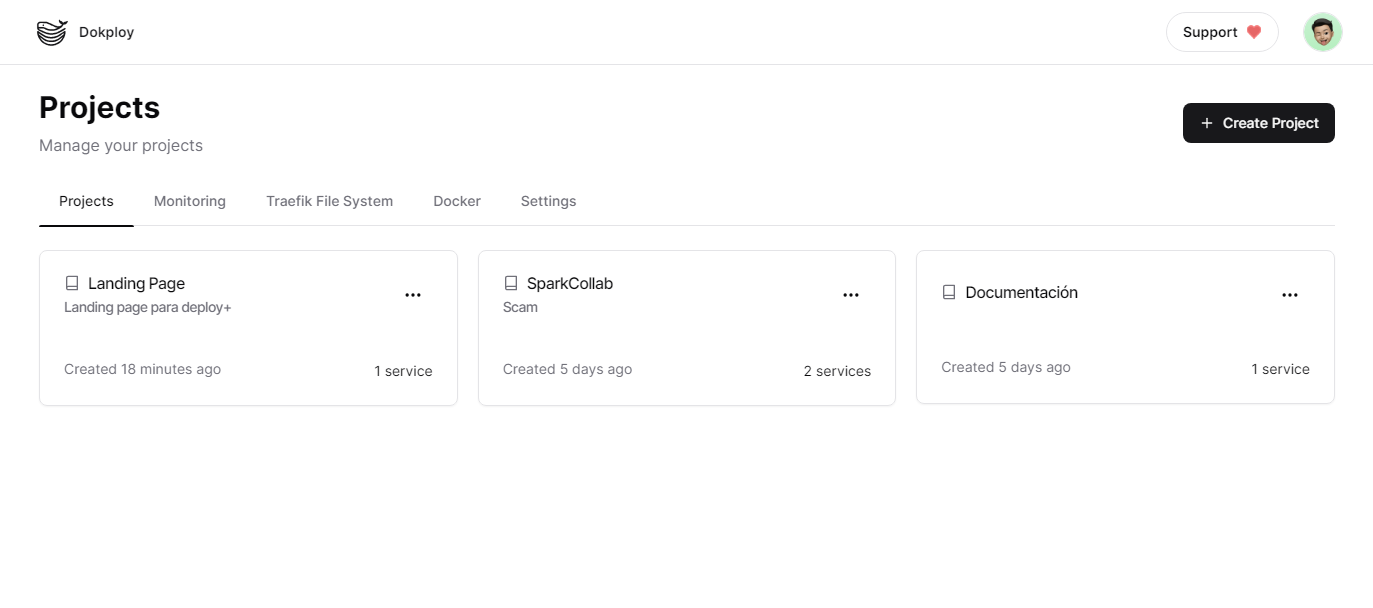 Dokploy
Support
Projects
Manage your projects
Create Project
Projects Monitoring Traefik File System Docker Settings
Landing Page
Landing page para deploy+
Created 18 minutes ago
1 service
SparkCollab
Scam
Created 5 days ago
2 services
Documentación
Created 5 days ago
1 service